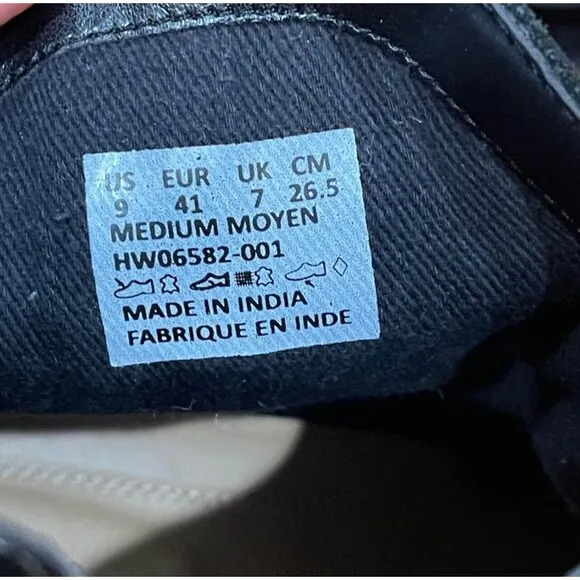 US EUR UK CM
9 41 7 26.5
MEDIUM MOYEN
HW06582-001
MADE IN INDIA
FABRIQUE EN INDE